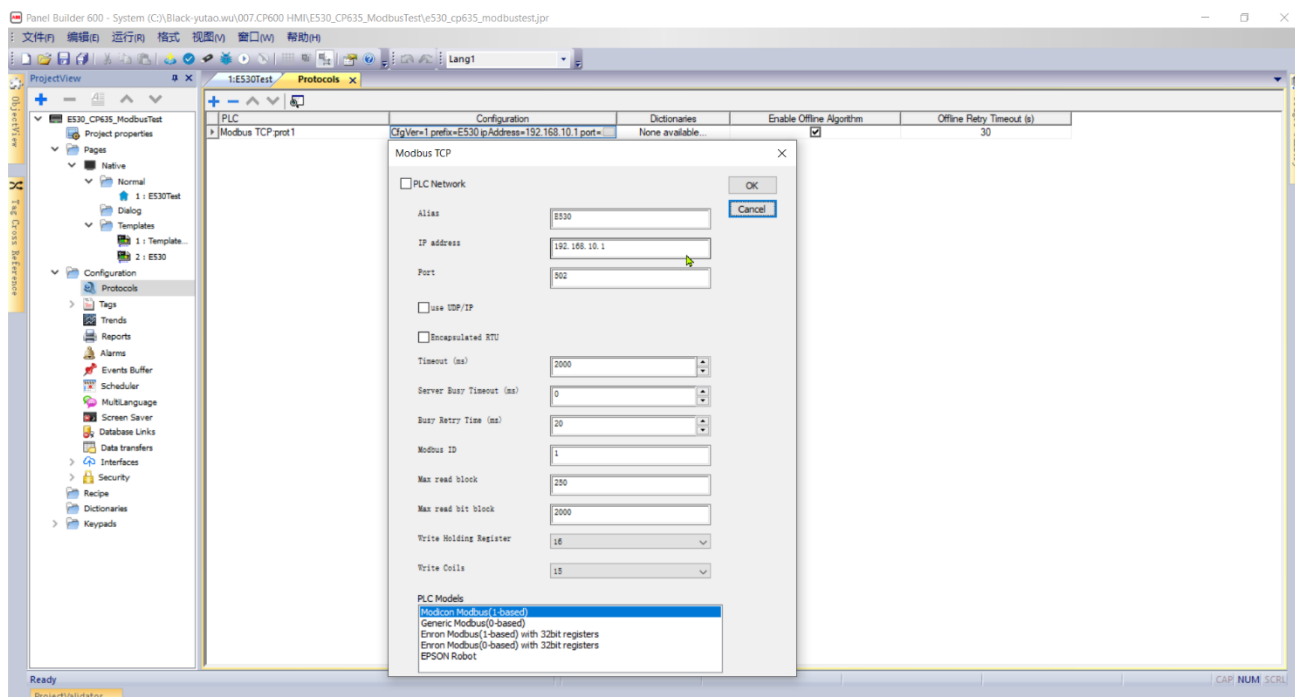 Panel Builder 600 - System (C:)\Black-yutao.wu\007.CP600 HMI\E530_CP635_ModbusTest\e530_cp635_modbustest.jpr
文件(F) 编辑(E) 运行(R) 格式 视图(V) 窗口(W) 帮助(H)
Lang1
ProjectView
1:E530Test
Protocols
ObjectView
Tag Cross Reference
E530_CP635_ModbusTest
Project properties
Pages
Native
Normal
1 : E530Test
Dialog
Templates
1 : Template...
2 : E530
Configuration
Protocols
Tags
Trends
Reports
Alarms
Events Buffer
Scheduler
MultiLanguage
Screen Saver
Database Links
Data transfers
Interfaces
Security
Recipe
Dictionaries
Keypads
PLC Configuration Dictionaries Enable Offline Algorithm Offline Retry Timeout (s)
Modbus TCP:prot1 CfgVer=1 prefix=E530 ipAddress=192.168.10.1 port= None available... 30
Modbus TCP
PLC Network
OK
Cancel
Alias E530
IP address 192.168.10.1
Port 502
use UDP/IP
Encapsulated RTU
Timeout (ms) 2000
Server Busy Timeout (ms) 0
Busy Retry Time (ms) 20
Modbus ID 1
Max read block 250
Max read bit block 2000
Write Holding Register 16
Write Coils 15
PLC Models
Modicon Modbus(1-based)
Generic Modbus(0-based)
Enron Modbus(1-based) with 32bit registers
Enron Modbus(0-based) with 32bit registers
EPSON Robot
Ready
CAP NUM SCRL
ProjectValidator